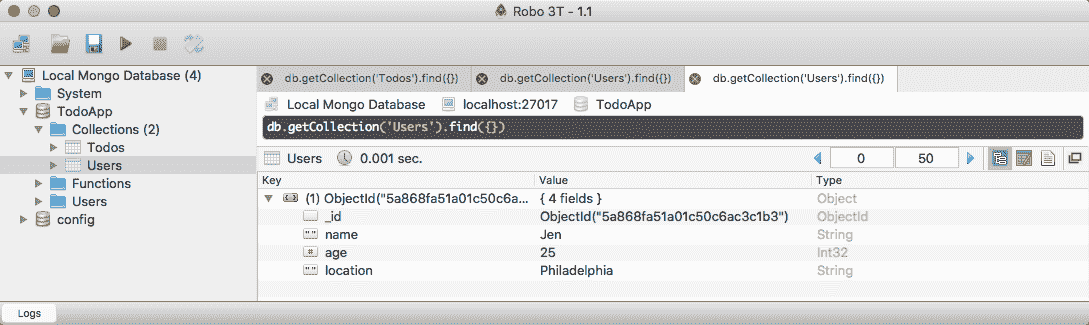 Robo 3T - 1.1
Local Mongo Database (4)
System
TodoApp
Collections (2)
Todos
Users
Functions
Users
config
db.getCollection('Todos').find({})
db.getCollection('Users').find({})
db.getCollection('Users').find({})
Local Mongo Database localhost:27017 TodoApp
db.getCollection('Users').find({})
Users 0.001 sec. 0 50
Key Value Type
(1) ObjectId("5a868fa51a01c50c6a... { 4 fields } Object
_id ObjectId("5a868fa51a01c50c6ac3c1b3") ObjectId
name Jen String
age 25 Int32
location Philadelphia String
Logs